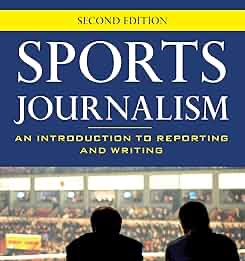 SECOND EDITION
SPORTS
JOURNALISM
AN INTRODUCTION TO REPORTING
AND WRITING